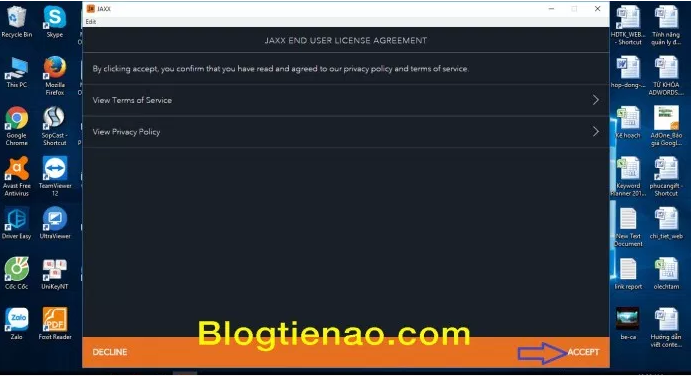 JAXX
Edit
JAXX END USER LICENSE AGREEMENT
By clicking accept, you confirm that you have read and agreed to our privacy policy and terms of service.
View Terms of Service
View Privacy Policy
Blogtienao.com
DECLINE
ACCEPT
Recycle Bin
Skype
This PC
Mozilla Firefox
Google Chrome
SopCast - Shortcut
Avast Free Antivirus
TeamViewer 12
Driver Easy
UltraViewer
Cốc Cốc
UniKeyNT
Zalo
Foxit Reader
HDTK_WEB... - Shortcut
Tính năng quản lý đ...
hop-dong-...
TỪ KHÓA ADWORDS...
Kế hoạch
AdOne_Báo giá Googl...
Keyword Planner 201...
phucangift - Shortcut
New Text Document
chi_tiet_web
link report
olechtam
be-ca
Hướng dẫn viết conte...